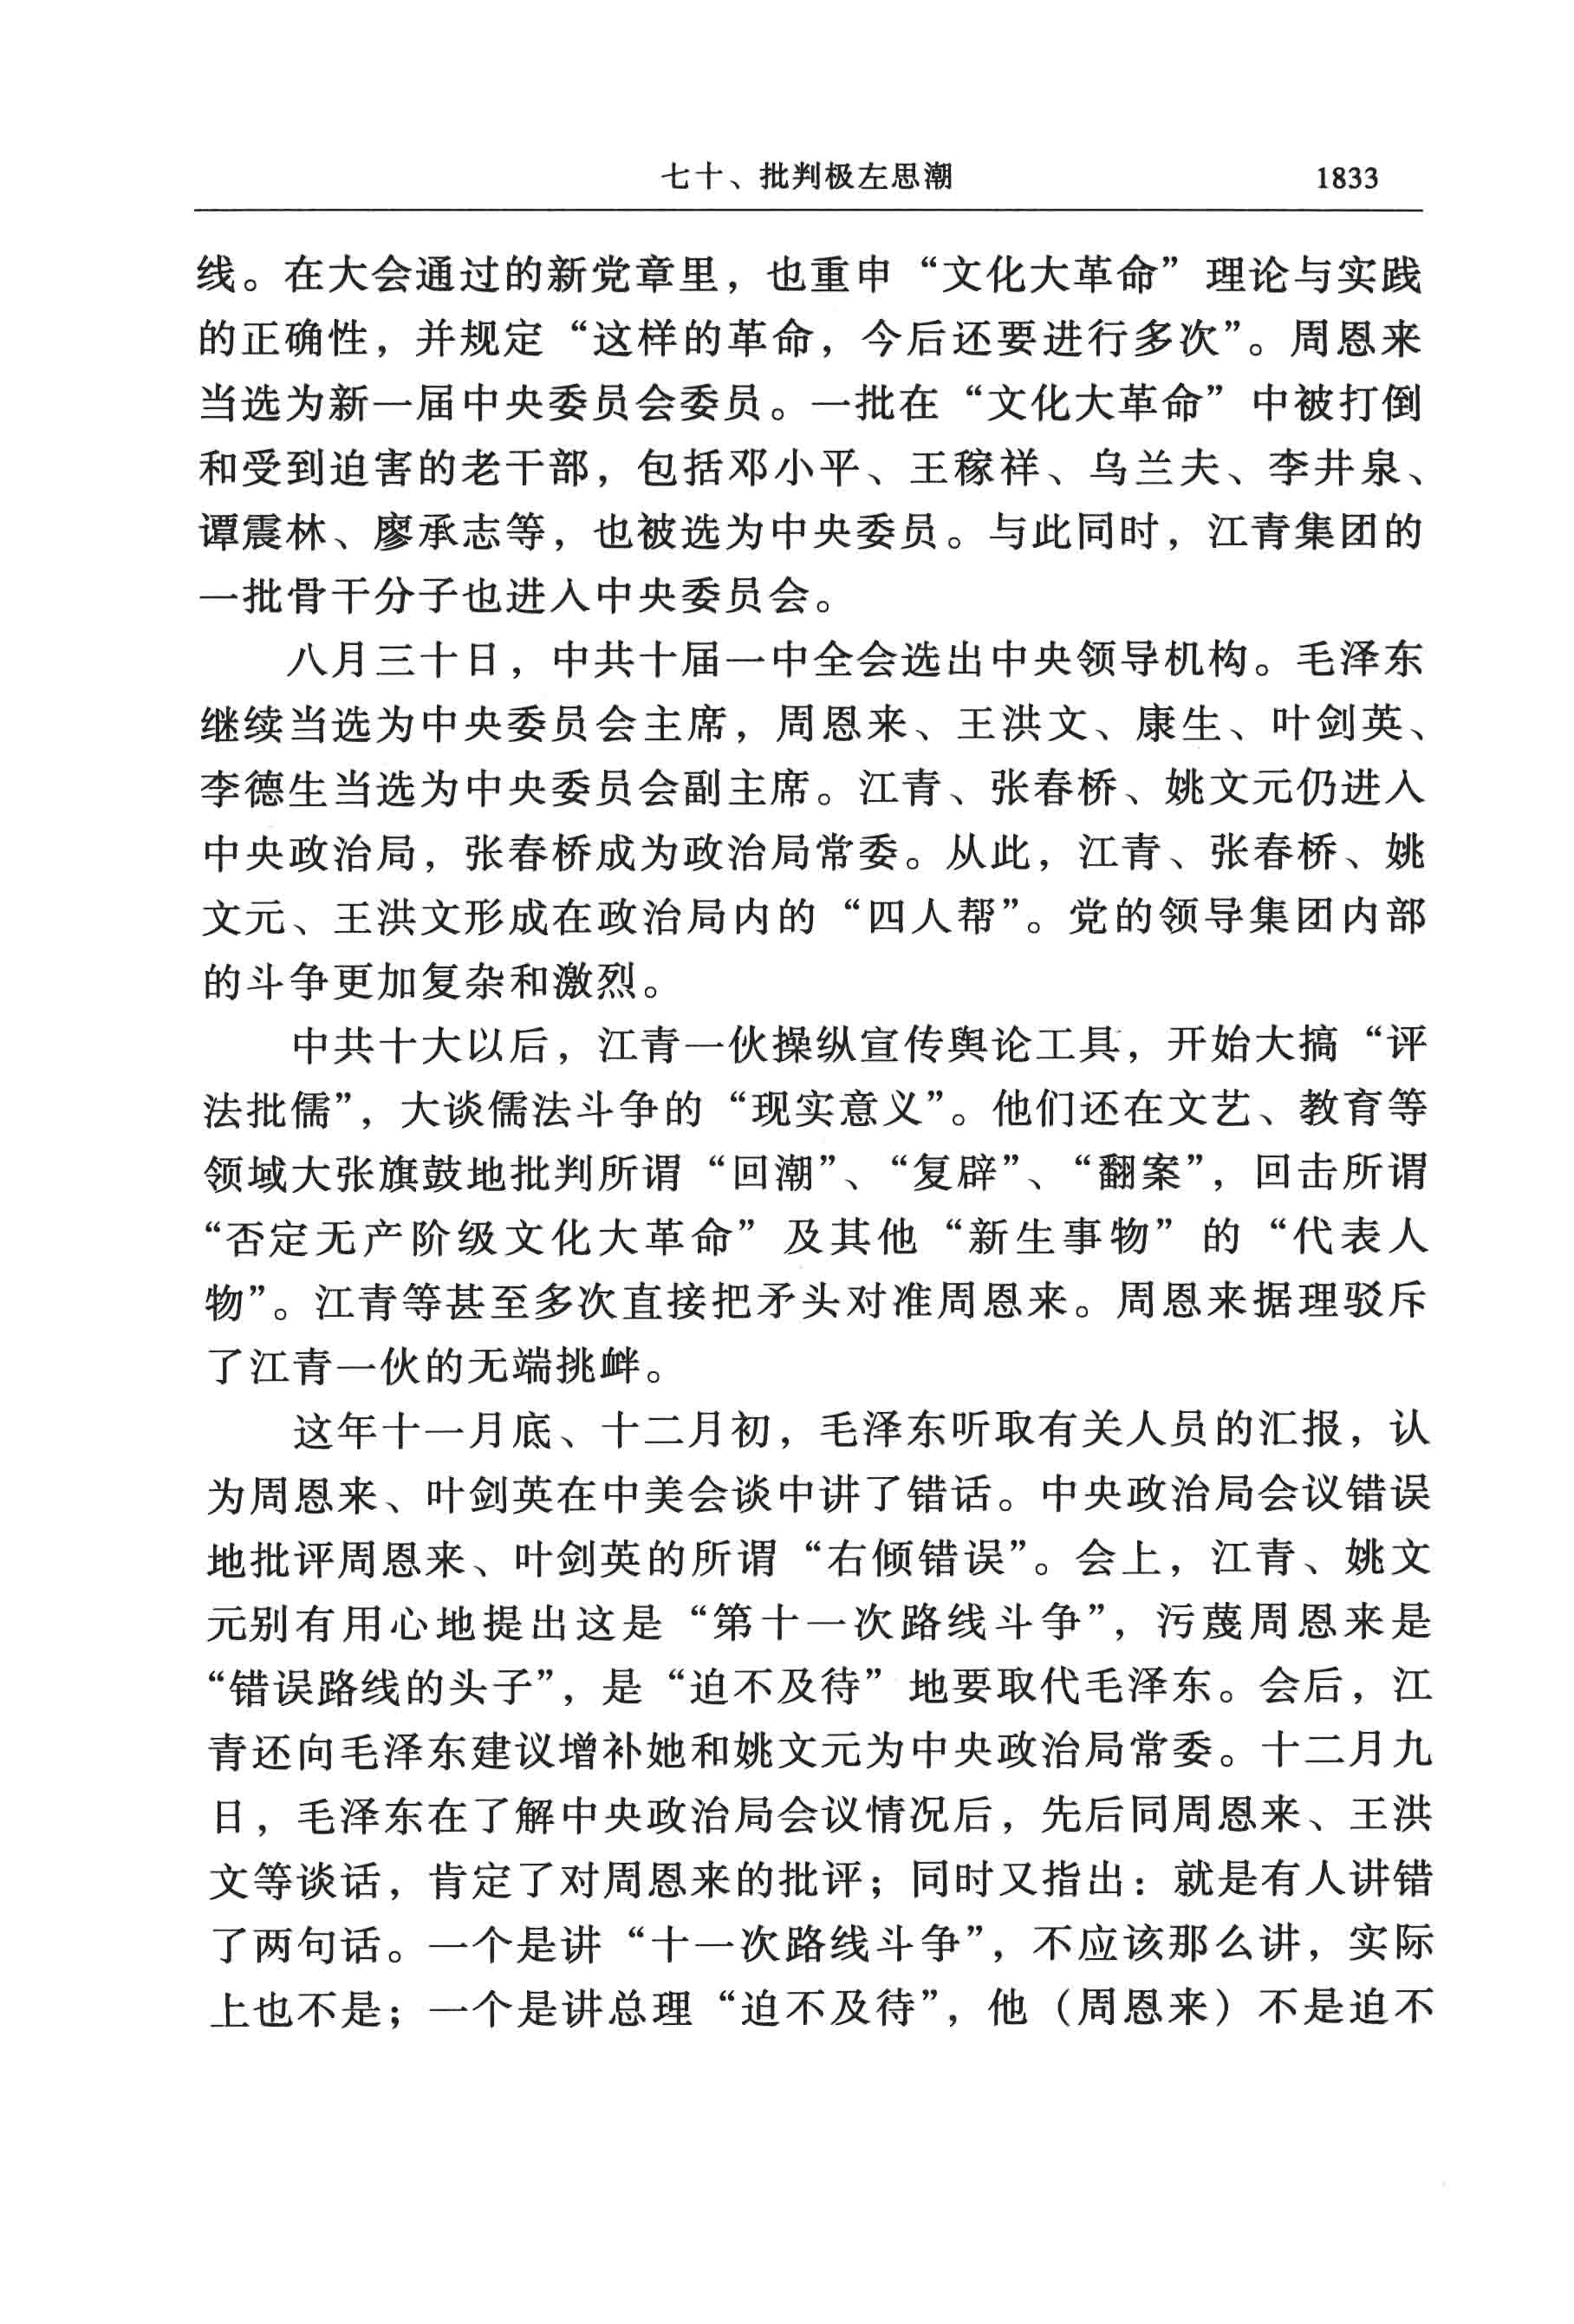 七十、批判极左思潮 1833
线。在大会通过的新党章里，也重申“文化大革命”理论与实践
的正确性，并规定“这样的革命，今后还要进行多次”。周恩来
当选为新一届中央委员会委员。一批在“文化大革命”中被打倒
和受到迫害的老干部，包括邓小平、王稼祥、乌兰夫、李井泉、
谭震林、廖承志等，也被选为中央委员。与此同时，江青集团的
一批骨干分子也进入中央委员会。
八月三十日，中共十届一中全会选出中央领导机构。毛泽东
继续当选为中央委员会主席，周恩来、王洪文、康生、叶剑英、
李德生当选为中央委员会副主席。江青、张春桥、姚文元仍进入
中央政治局，张春桥成为政治局常委。从此，江青、张春桥、姚
文元、王洪文形成在政治局内的“四人帮”。党的领导集团内部
的斗争更加复杂和激烈。
中共十大以后，江青一伙操纵宣传舆论工具，开始大搞“评
法批儒”，大谈儒法斗争的“现实意义”。他们还在文艺、教育等
领域大张旗鼓地批判所谓“回潮”、“复辟”、“翻案”，回击所谓
“否定无产阶级文化大革命”及其他“新生事物”的“代表人
物”。江青等甚至多次直接把矛头对准周恩来。周恩来据理驳斥
了江青一伙的无端挑衅。
这年十一月底、十二月初，毛泽东听取有关人员的汇报，认
为周恩来、叶剑英在中美会谈中讲了错话。中央政治局会议错误
地批评周恩来、叶剑英的所谓“右倾错误”。会上，江青、姚文
元别有用心地提出这是“第十一次路线斗争”，污蔑周恩来是
“错误路线的头子”，是“迫不及待”地要取代毛泽东。会后，江
青还向毛泽东建议增补她和姚文元为中央政治局常委。十二月九
日，毛泽东在了解中央政治局会议情况后，先后同周恩来、王洪
文等谈话，肯定了对周恩来的批评；同时又指出：就是有人讲错
了两句话。一个是讲“十一次路线斗争”，不应该那么讲，实际
上也不是；一个是讲总理“迫不及待”，他（周恩来）不是迫不